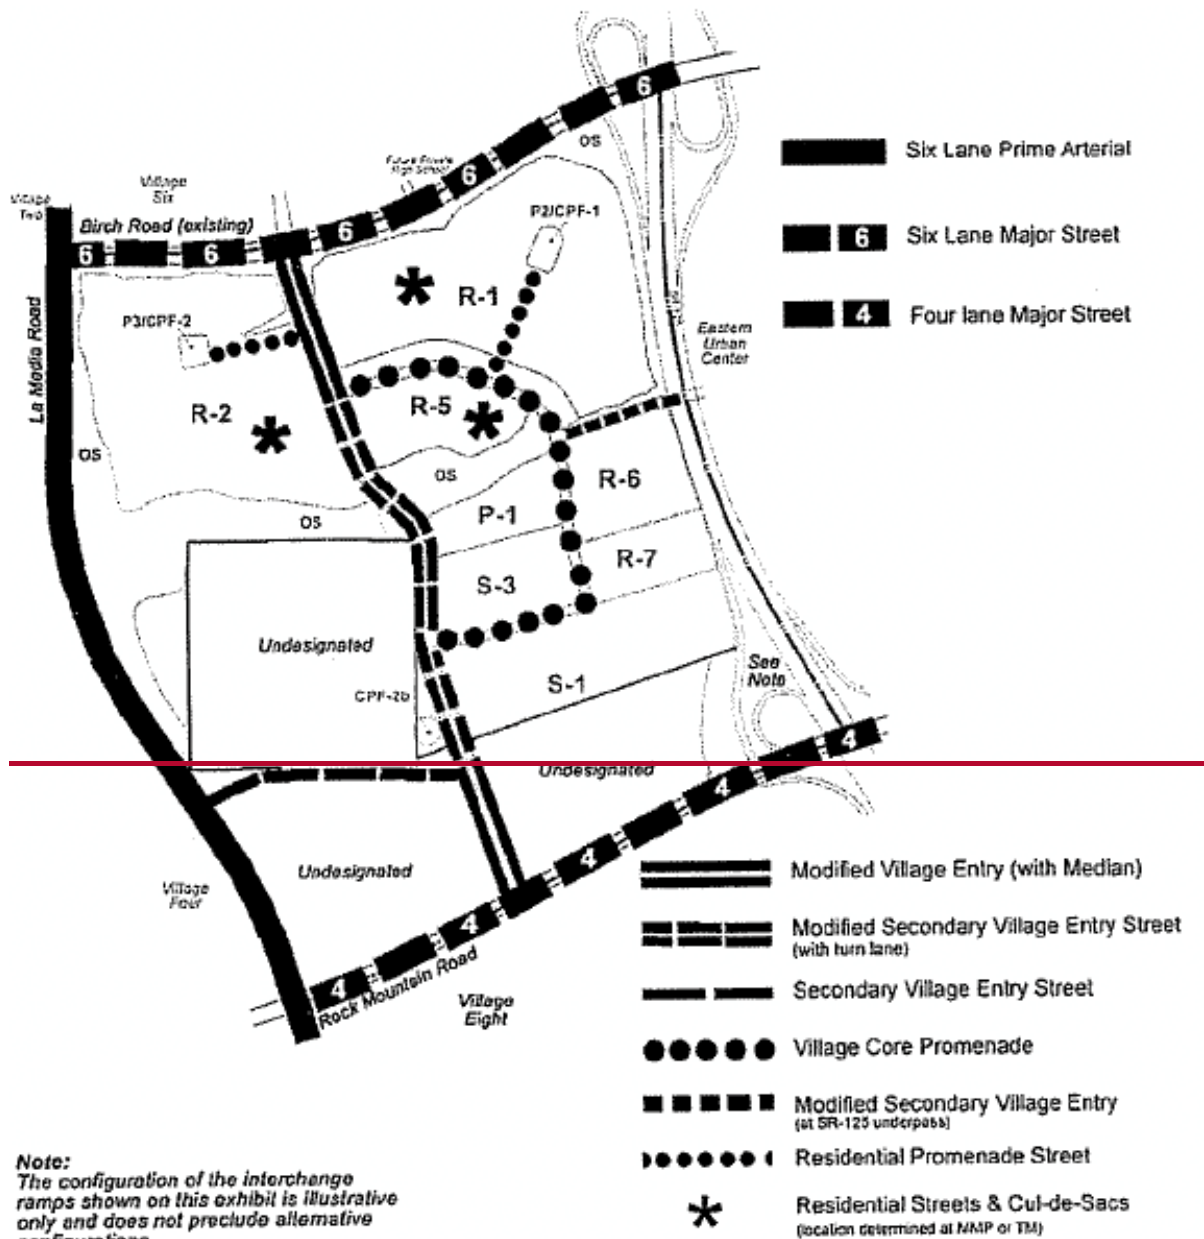 6
OS
Six Lane Prime Arterial
Future Private
High School
6
Village
Six
Village
Two
P2/CPF-1
Birch Road (existing)
6
6
6
6
Six Lane Major Street
R-1
4
Four lane Major Street
P3/CPF-2
Eastern
Urban
Center
La Media Road
R-2
R-5
OS
OS
R-6
P-1
OS
R-7
S-3
Undesignated
See
Note
S-1
CPF-2b
4
Undesignated
4
4
Undesignated
Modified Village Entry (with Median)
Village
Four
4
Modified Secondary Village Entry Street
(with turn lane)
4
Rock Mountain Road
Village
Eight
Secondary Village Entry Street
Village Core Promenade
Modified Secondary Village Entry
(at SR-125 underpass)
Residential Promenade Street
Residential Streets & Cul-de-Sacs
(location determined at MMP or TM)
Note:
The configuration of the interchange
ramps shown on this exhibit is illustrative
only and does not preclude alternative
configurations